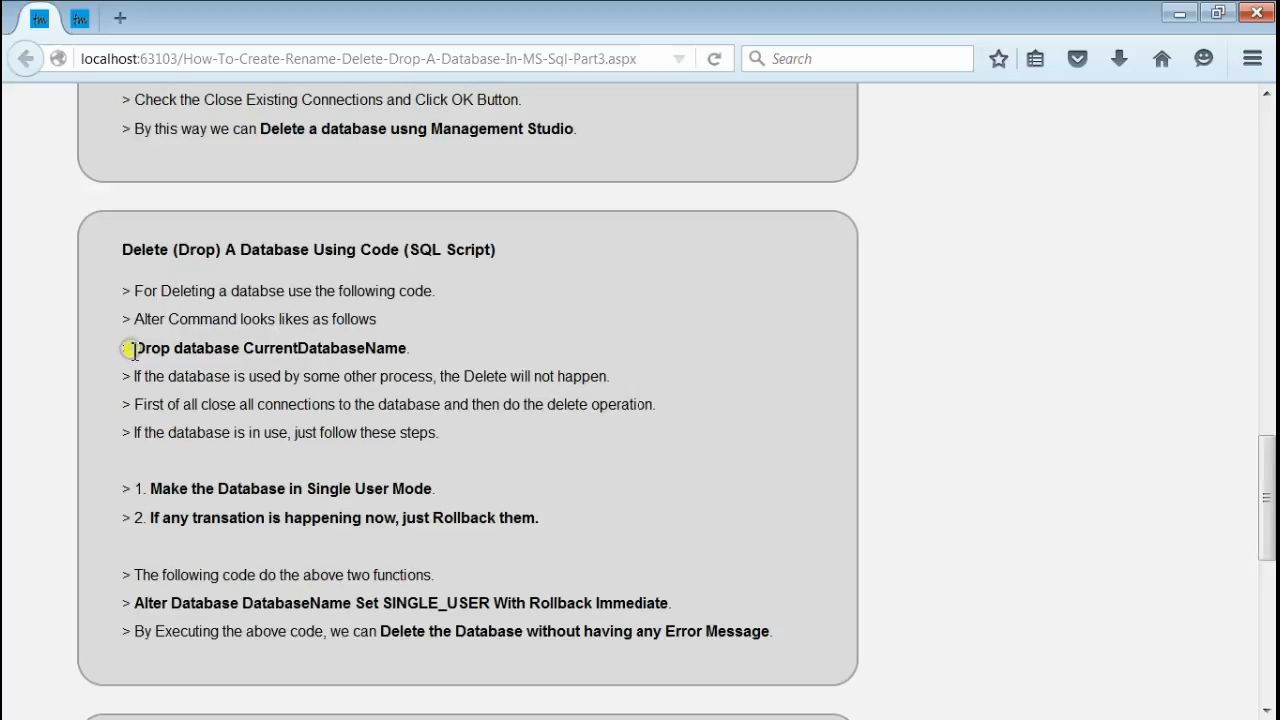 tm tm +
localhost:63103/How-To-Create-Rename-Delete-Drop-A-Database-In-MS-Sql-Part3.aspx Search
> Check the Close Existing Connections and Click OK Button.
> By this way we can Delete a database usng Management Studio.
Delete (Drop) A Database Using Code (SQL Script)
> For Deleting a databse use the following code.
> Alter Command looks likes as follows
> Drop database CurrentDatabaseName.
> If the database is used by some other process, the Delete will not happen.
> First of all close all connections to the database and then do the delete operation.
> If the database is in use, just follow these steps.
> 1. Make the Database in Single User Mode.
> 2. If any transation is happening now, just Rollback them.
> The following code do the above two functions.
> Alter Database DatabaseName Set SINGLE_USER With Rollback Immediate.
> By Executing the above code, we can Delete the Database without having any Error Message.